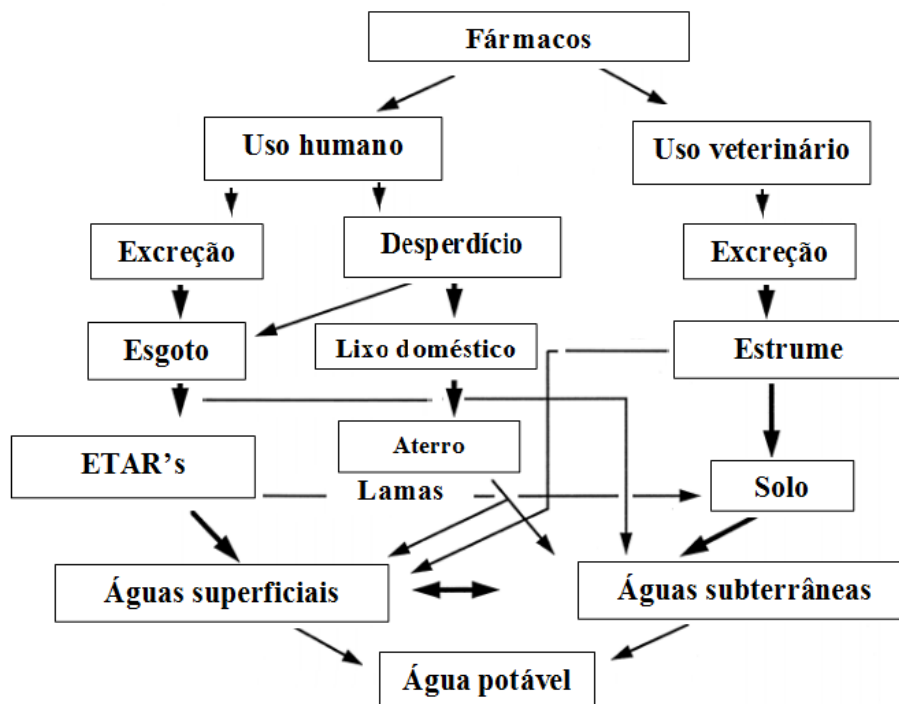 Fármacos
Uso humano
Uso veterinário
Excreção
Desperdício
Excreção
Esgoto
Lixo doméstico
Estrume
ETAR’s
Aterro
Lamas
Solo
Águas superficiais
Águas subterrâneas
Água potável